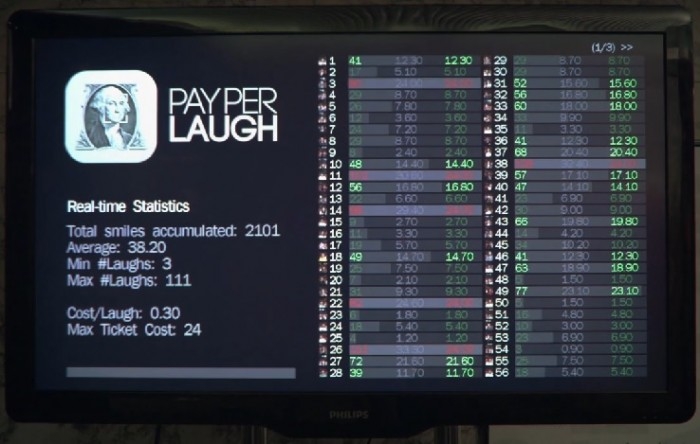 (1/3) >>
PAY PER
LAUGH
Real-time Statistics
Total smiles accumulated: 2101
Average: 38.20
Min #Laughs: 3
Max #Laughs: 111
Cost/Laugh: 0.30
Max Ticket Cost: 24
1 41 12.30 12.30
2 17 5.10 5.10
3
4 29 8.70 8.70
5 26 7.80 7.80
6 12 3.60 3.60
7 24 7.20 7.20
8 29 8.70 8.70
9 8 2.40 2.40
10 48 14.40 14.40
11
12 56 16.80 16.80
13 22 6.60 6.60
14
15 9 2.70 2.70
16 11 3.30 3.30
17 19 5.70 5.70
18 49 14.70 14.70
19 25 7.50 7.50
20 7 2.10 2.10
21 31 9.30 9.30
22
23 6 1.80 1.80
24 18 5.40 5.40
25 4 1.20 1.20
26
27 72 21.60 21.60
28 39 11.70 11.70
29 29 8.70 8.70
30 29 8.70 8.70
31 52 15.60 15.60
32 56 16.80 16.80
33 60 18.00 18.00
34 33 9.90 9.90
35 11 3.30 3.30
36 41 12.30 12.30
37 68 20.40 20.40
38
39 57 17.10 17.10
40 47 14.10 14.10
41 23 6.90 6.90
42 30 9.00 9.00
43 66 19.80 19.80
44 14 4.20 4.20
45 34 10.20 10.20
46 41 12.30 12.30
47 63 18.90 18.90
48 5 1.50 1.50
49 77 23.10 23.10
50 5 1.50 1.50
51 16 4.80 4.80
52 10 3.00 3.00
53 23 6.90 6.90
54 3 0.90 0.90
55 25 7.50 7.50
56 18 5.40 5.40
PHILIPS